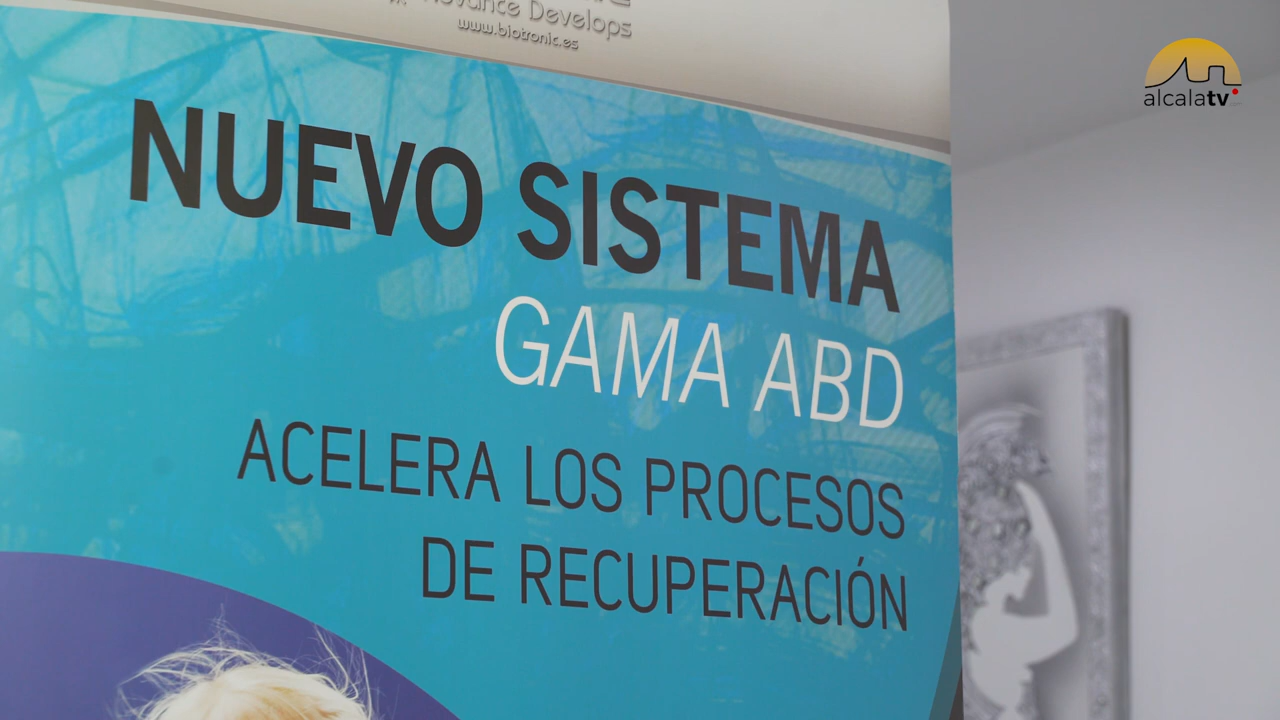 Advance Develops
www.biotronic.es
alcalatv
NUEVO SISTEMA
GAMA ABD
ACELERA LOS PROCESOS
DE RECUPERACIÓN